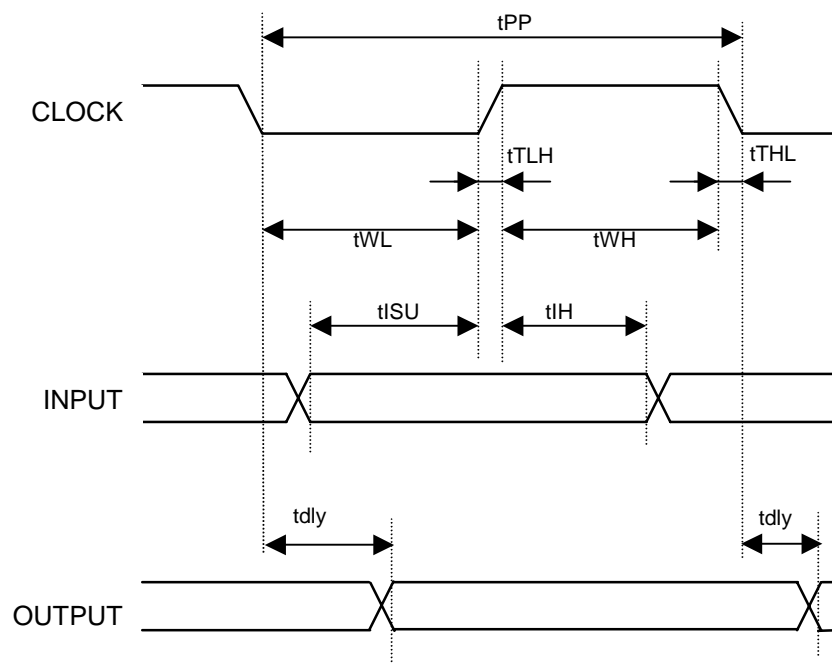 tPP
CLOCK
tTLH
tTHL
tWL
tWH
tISU
tIH
INPUT
tdly
tdly
OUTPUT